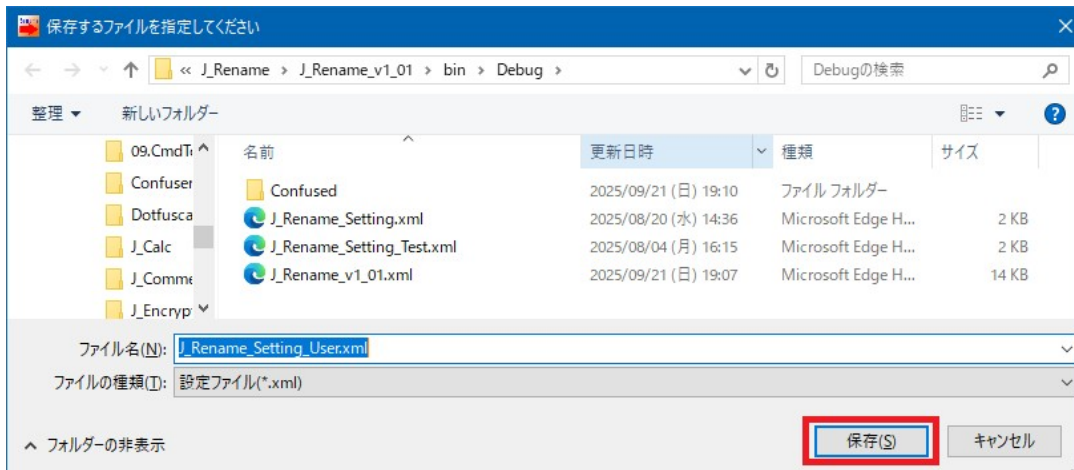 保存するファイルを指定してください
« J_Rename › J_Rename_v1_01 › bin › Debug ›
Debugの検索
整理 ▼ 新しいフォルダー
名前 更新日時 種類 サイズ
09.CmdT
Confuser
Dotfusca
J_Calc
J_Comme
J_Encryp
Confused 2025/09/21 (日) 19:10 ファイル フォルダー
J_Rename_Setting.xml 2025/08/20 (水) 14:36 Microsoft Edge H... 2 KB
J_Rename_Setting_Test.xml 2025/08/04 (月) 16:15 Microsoft Edge H... 2 KB
J_Rename_v1_01.xml 2025/09/21 (日) 19:07 Microsoft Edge H... 14 KB
ファイル名(N): J_Rename_Setting_User.xml
ファイルの種類(T): 設定ファイル(*.xml)
フォルダーの非表示
保存(S) キャンセル